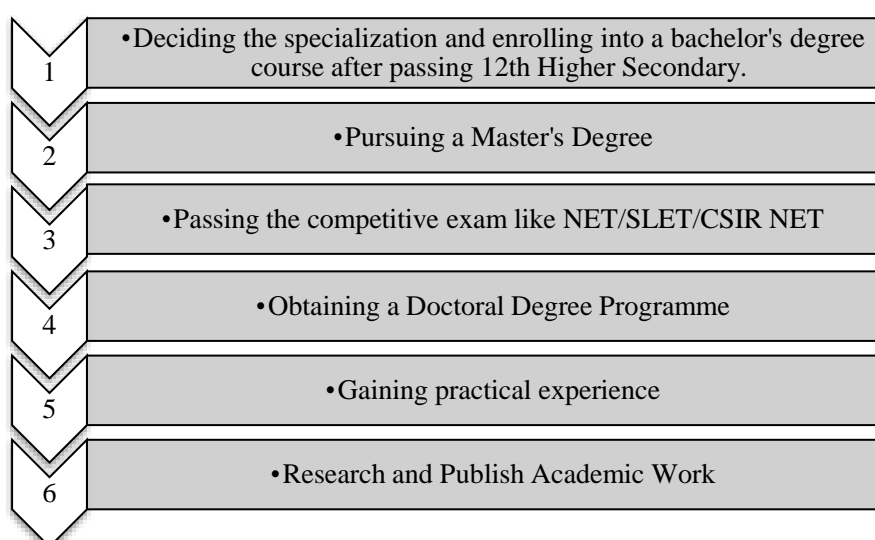 1
•Deciding the specialization and enrolling into a bachelor's degree
course after passing 12th Higher Secondary.
2
•Pursuing a Master's Degree
3
•Passing the competitive exam like NET/SLET/CSIR NET
4
•Obtaining a Doctoral Degree Programme
5
•Gaining practical experience
6
•Research and Publish Academic Work